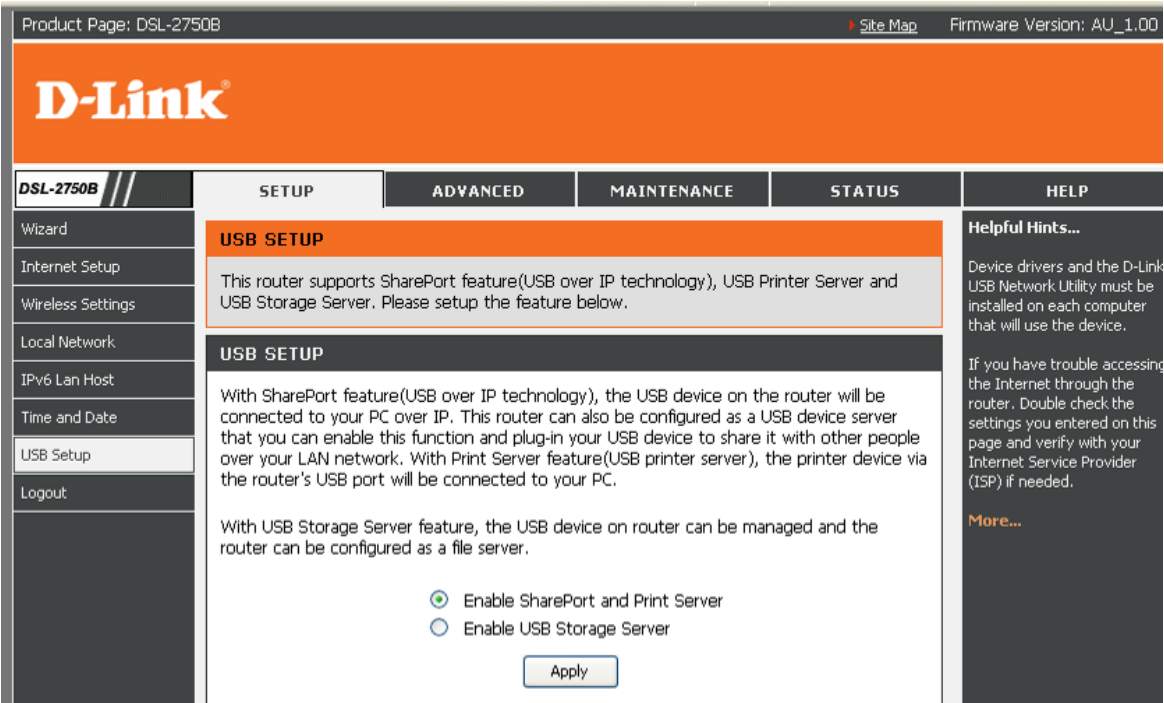 Product Page: DSL-2750B Site Map Firmware Version: AU_1.00
D-Link®
DSL-2750B SETUP ADVANCED MAINTENANCE STATUS HELP
Wizard
Internet Setup
Wireless Settings
Local Network
IPv6 Lan Host
Time and Date
USB Setup
Logout
USB SETUP
This router supports SharePort feature(USB over IP technology), USB Printer Server and
USB Storage Server. Please setup the feature below.
USB SETUP
With SharePort feature(USB over IP technology), the USB device on the router will be
connected to your PC over IP. This router can also be configured as a USB device server
that you can enable this function and plug-in your USB device to share it with other people
over your LAN network. With Print Server feature(USB printer server), the printer device via
the router's USB port will be connected to your PC.
With USB Storage Server feature, the USB device on router can be managed and the
router can be configured as a file server.
Enable SharePort and Print Server
Enable USB Storage Server
Apply
Helpful Hints...
Device drivers and the D-Link
USB Network Utility must be
installed on each computer
that will use the device.
If you have trouble accessing
the Internet through the
router. Double check the
settings you entered on this
page and verify with your
Internet Service Provider
(ISP) if needed.
More...